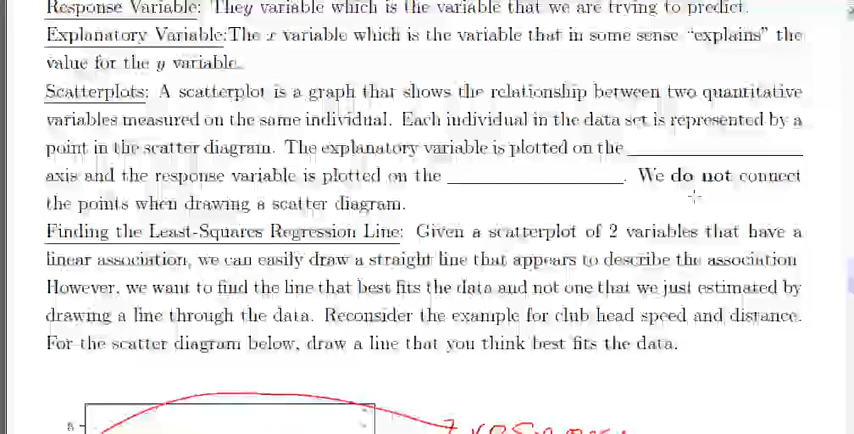 Response Variable: They variable which is the variable that we are trying to predict.
Explanatory Variable:The x variable which is the variable that in some sense "explains" the
value for the y variable.
Scatterplots: A scatterplot is a graph that shows the relationship between two quantitative
variables measured on the same individual. Each individual in the data set is represented by a
point in the scatter diagram. The explanatory variable is plotted on the ____________
axis and the response variable is plotted on the ____________. We do not connect
the points when drawing a scatter diagram.
Finding the Least-Squares Regression Line: Given a scatterplot of 2 variables that have a
linear association, we can easily draw a straight line that appears to describe the association
However, we want to find the line that best fits the data and not one that we just estimated by
drawing a line through the data. Reconsider the example for club head speed and distance.
For the scatter diagram below, draw a line that you think best fits the data.